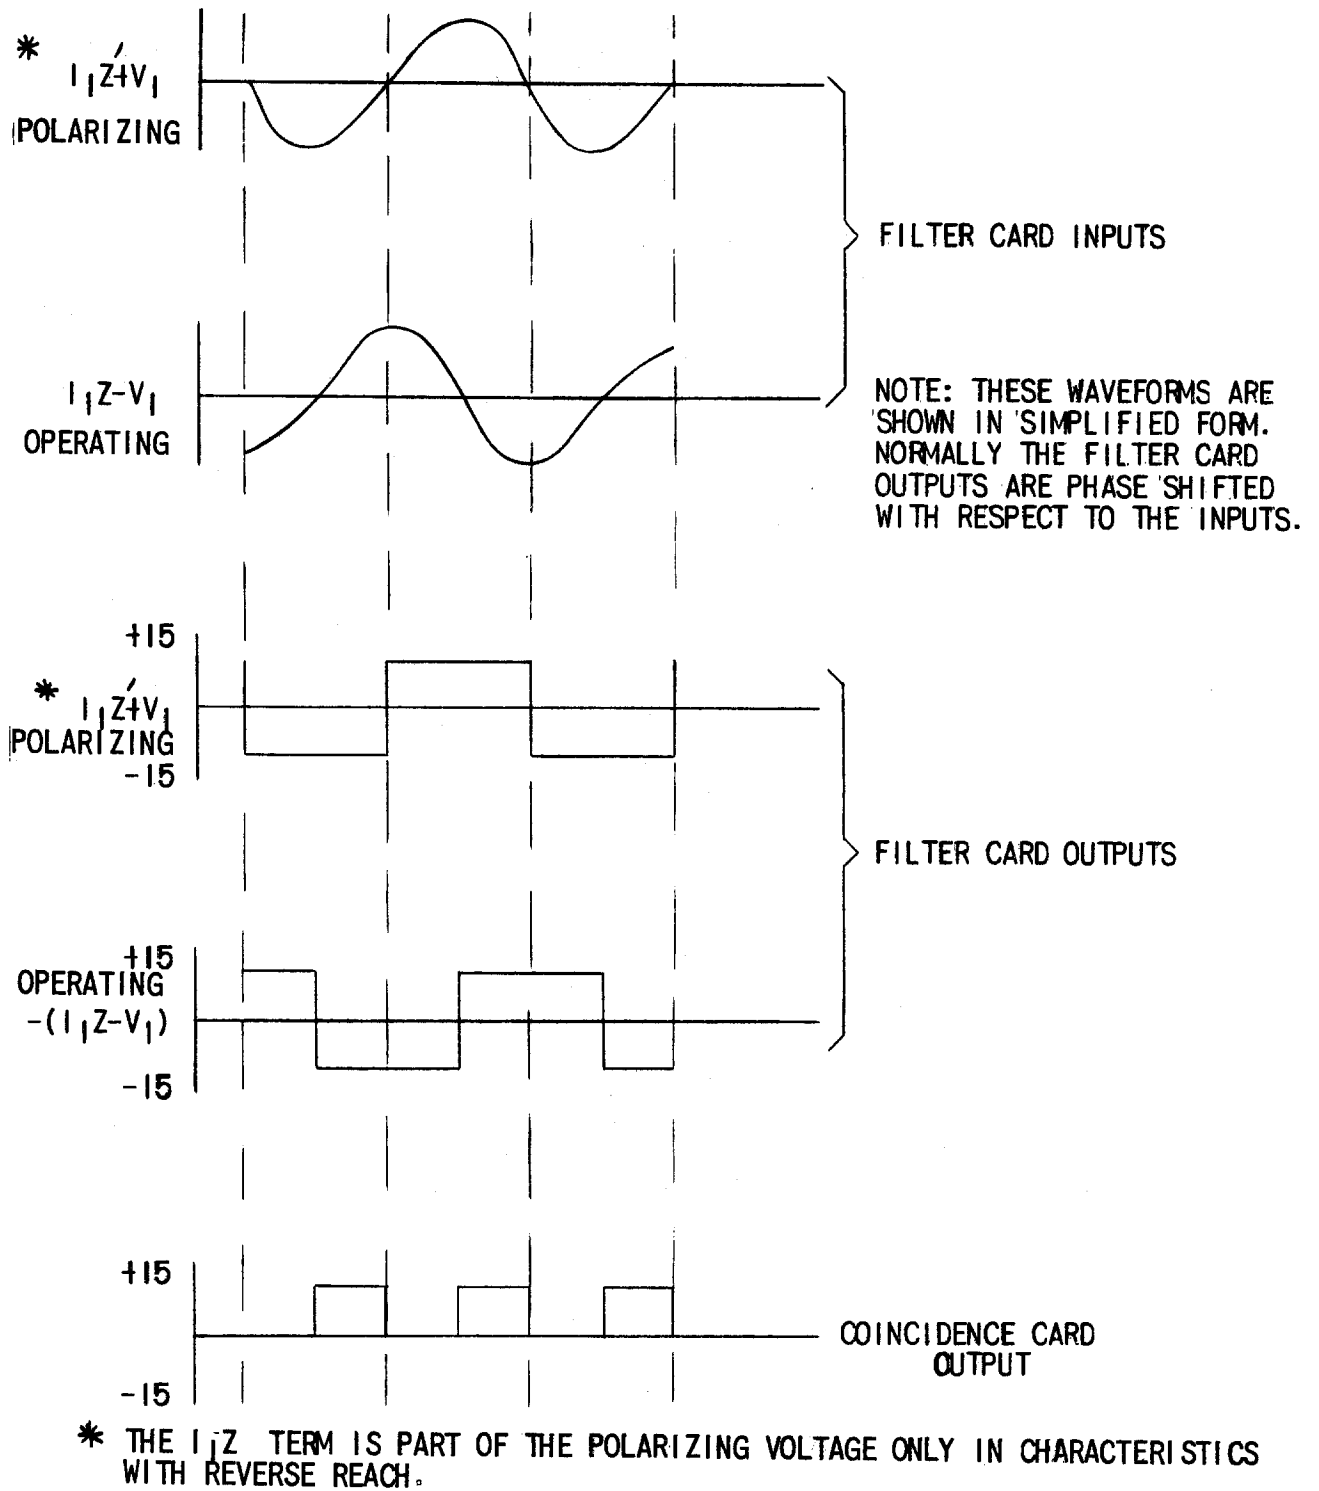 * I₁Z′+V₁
POLARIZING
FILTER CARD INPUTS
I₁Z-V₁
OPERATING
NOTE: THESE WAVEFORMS ARE
SHOWN IN SIMPLIFIED FORM.
NORMALLY THE FILTER CARD
OUTPUTS ARE PHASE SHIFTED
WITH RESPECT TO THE INPUTS.
+15
* I₁Z′+V₁
POLARIZING
-15
FILTER CARD OUTPUTS
+15
OPERATING
-(I₁Z-V₁)
-15
+15
COINCIDENCE CARD
OUTPUT
-15
* THE I₁Z TERM IS PART OF THE POLARIZING VOLTAGE ONLY IN CHARACTERISTICS
WITH REVERSE REACH.